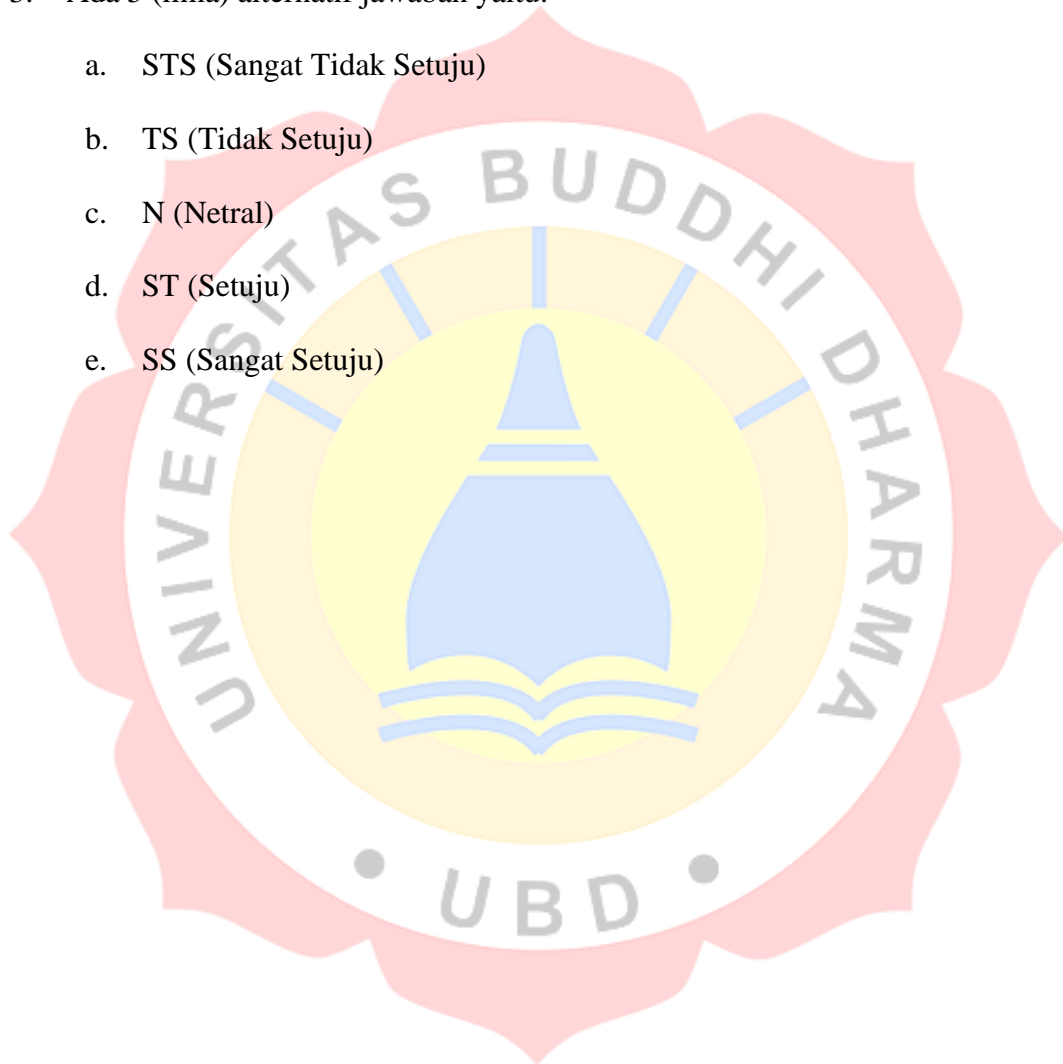 a. STS (Sangat Tidak Setuju)
b. TS (Tidak Setuju)
c. N (Netral)
d. ST (Setuju)
e. SS (Sangat Setuju)
UNIVERSITAS BUDDHI DHARMA
• UBD •